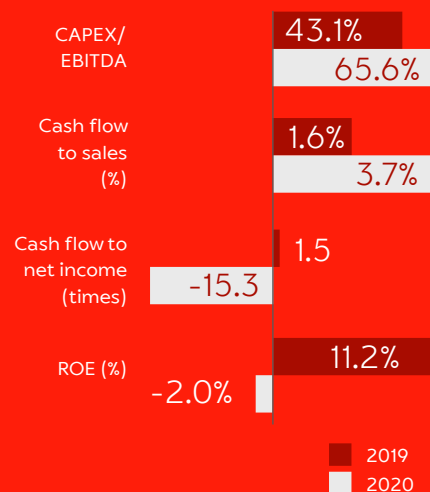 CAPEX/
EBITDA
43.1%
65.6%
Cash flow
to sales
(%)
1.6%
3.7%
Cash flow to
net income
(times)
1.5
-15.3
ROE (%)
11.2%
-2.0%
2019
2020